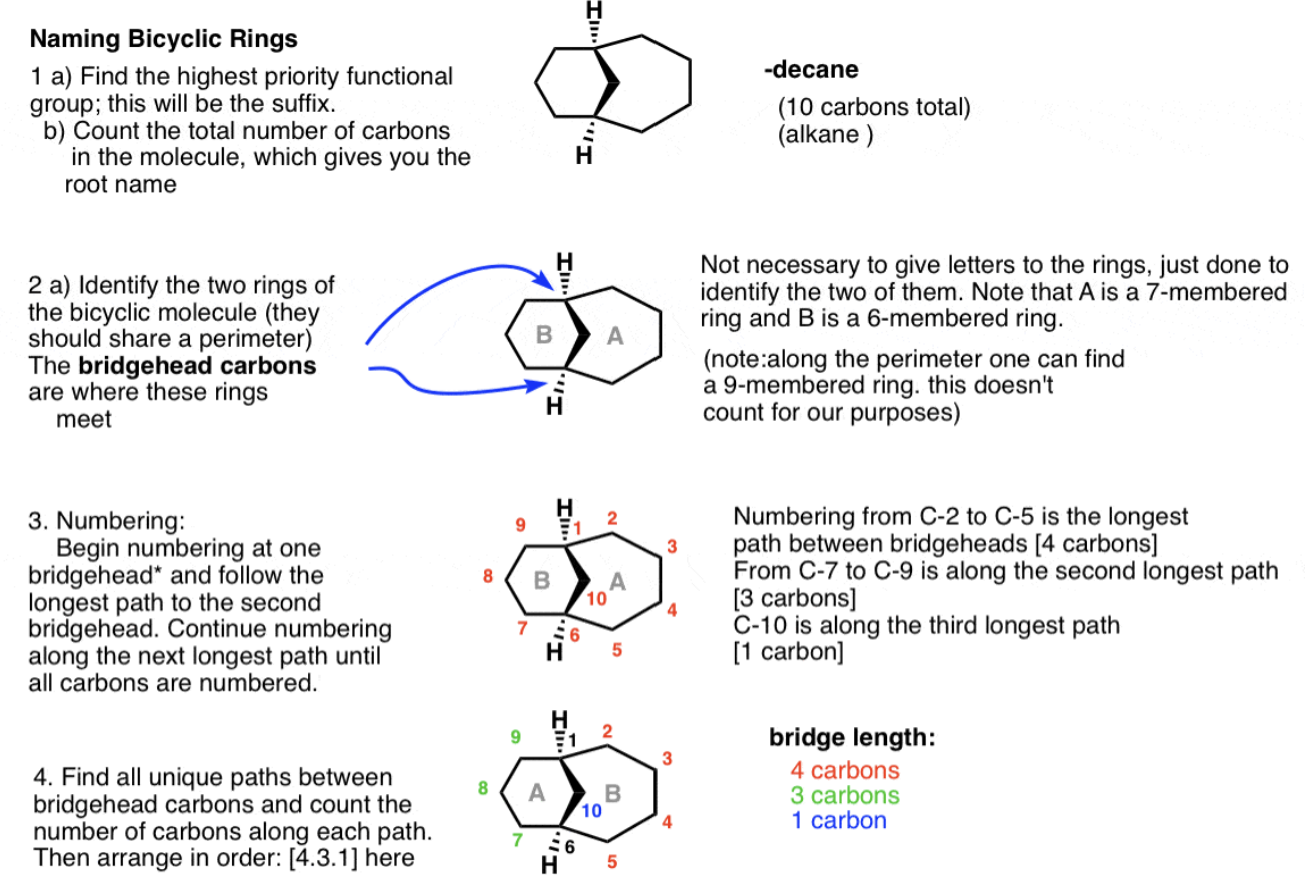 Naming Bicyclic Rings
1 a) Find the highest priority functional
group; this will be the suffix.
b) Count the total number of carbons
in the molecule, which gives you the
root name
H
H
-decane
(10 carbons total)
(alkane )
2 a) Identify the two rings of
the bicyclic molecule (they
should share a perimeter)
The bridgehead carbons
are where these rings
meet
H
B A
H
Not necessary to give letters to the rings, just done to
identify the two of them. Note that A is a 7-membered
ring and B is a 6-membered ring.
(note:along the perimeter one can find
a 9-membered ring. this doesn't
count for our purposes)
3. Numbering:
Begin numbering at one
bridgehead* and follow the
longest path to the second
bridgehead. Continue numbering
along the next longest path until
all carbons are numbered.
H
9 1 2
3
8 B A
10
4
7 6
H 5
Numbering from C-2 to C-5 is the longest
path between bridgeheads [4 carbons]
From C-7 to C-9 is along the second longest path
[3 carbons]
C-10 is along the third longest path
[1 carbon]
4. Find all unique paths between
bridgehead carbons and count the
number of carbons along each path.
Then arrange in order: [4.3.1] here
H
9 1 2
3
8 A B
10
4
7 6
H 5
bridge length:
4 carbons
3 carbons
1 carbon